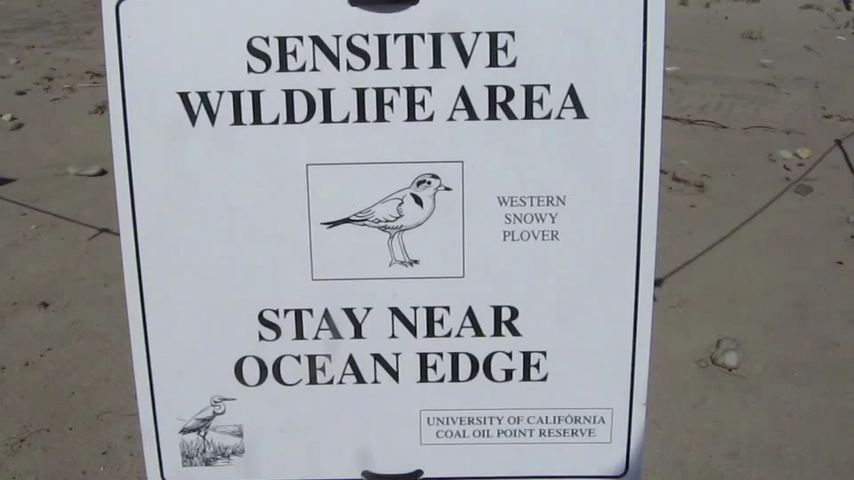 SENSITIVE
WILDLIFE AREA
WESTERN
SNOWY
PLOVER
STAY NEAR
OCEAN EDGE
UNIVERSITY OF CALIFORNIA
COAL OIL POINT RESERVE